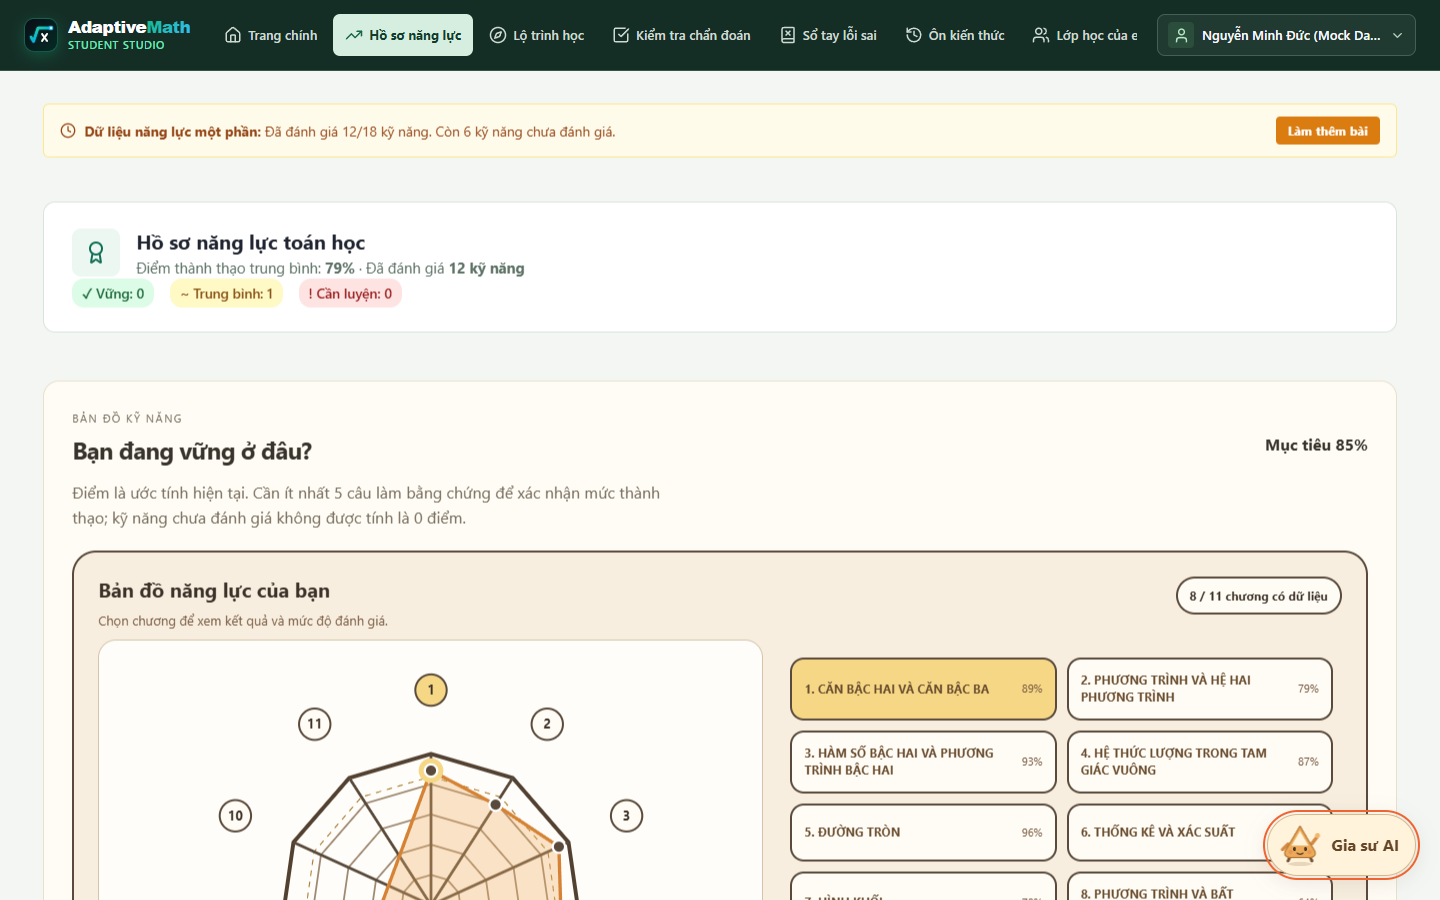 AdaptiveMath
STUDENT STUDIO
Trang chính
Hồ sơ năng lực
Lộ trình học
Kiểm tra chẩn đoán
Sổ tay lỗi sai
Ôn kiến thức
Lớp học của e
Nguyễn Minh Đức (Mock Da...
Dữ liệu năng lực một phần: Đã đánh giá 12/18 kỹ năng. Còn 6 kỹ năng chưa đánh giá.
Làm thêm bài
Hồ sơ năng lực toán học
Điểm thành thạo trung bình: 79% · Đã đánh giá 12 kỹ năng
✓ Vững: 0
~ Trung bình: 1
! Cần luyện: 0
BẢN ĐỒ KỸ NĂNG
Bạn đang vững ở đâu?
Mục tiêu 85%
Điểm là ước tính hiện tại. Cần ít nhất 5 câu làm bằng chứng để xác nhận mức thành
thạo; kỹ năng chưa đánh giá không được tính là 0 điểm.
Bản đồ năng lực của bạn
8 / 11 chương có dữ liệu
Chọn chương để xem kết quả và mức độ đánh giá.
1
11
2
10
3
1. CĂN BẬC HAI VÀ CĂN BẬC BA 89%
2. PHƯƠNG TRÌNH VÀ HỆ HAI
PHƯƠNG TRÌNH 79%
3. HÀM SỐ BẬC HAI VÀ PHƯƠNG
TRÌNH BẬC HAI 93%
4. HỆ THỨC LƯỢNG TRONG TAM
GIÁC VUÔNG 87%
5. ĐƯỜNG TRÒN 96%
6. THỐNG KÊ VÀ XÁC SUẤT
8. PHƯƠNG TRÌNH VÀ BẤT
Gia sư AI